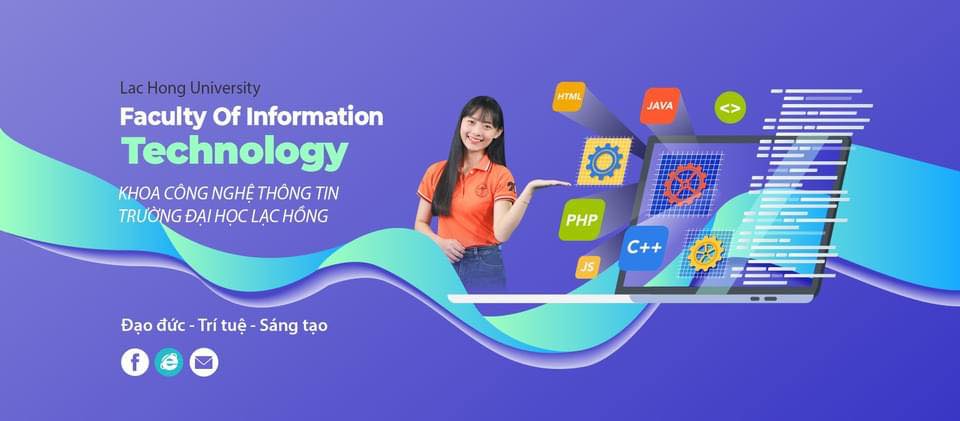 Lac Hong University
Faculty Of Information
Technology
KHOA CÔNG NGHỆ THÔNG TIN
TRƯỜNG ĐẠI HỌC LẠC HỒNG
Đạo đức - Trí tuệ - Sáng tạo
HTML
JAVA
<>
PHP
C++
JS